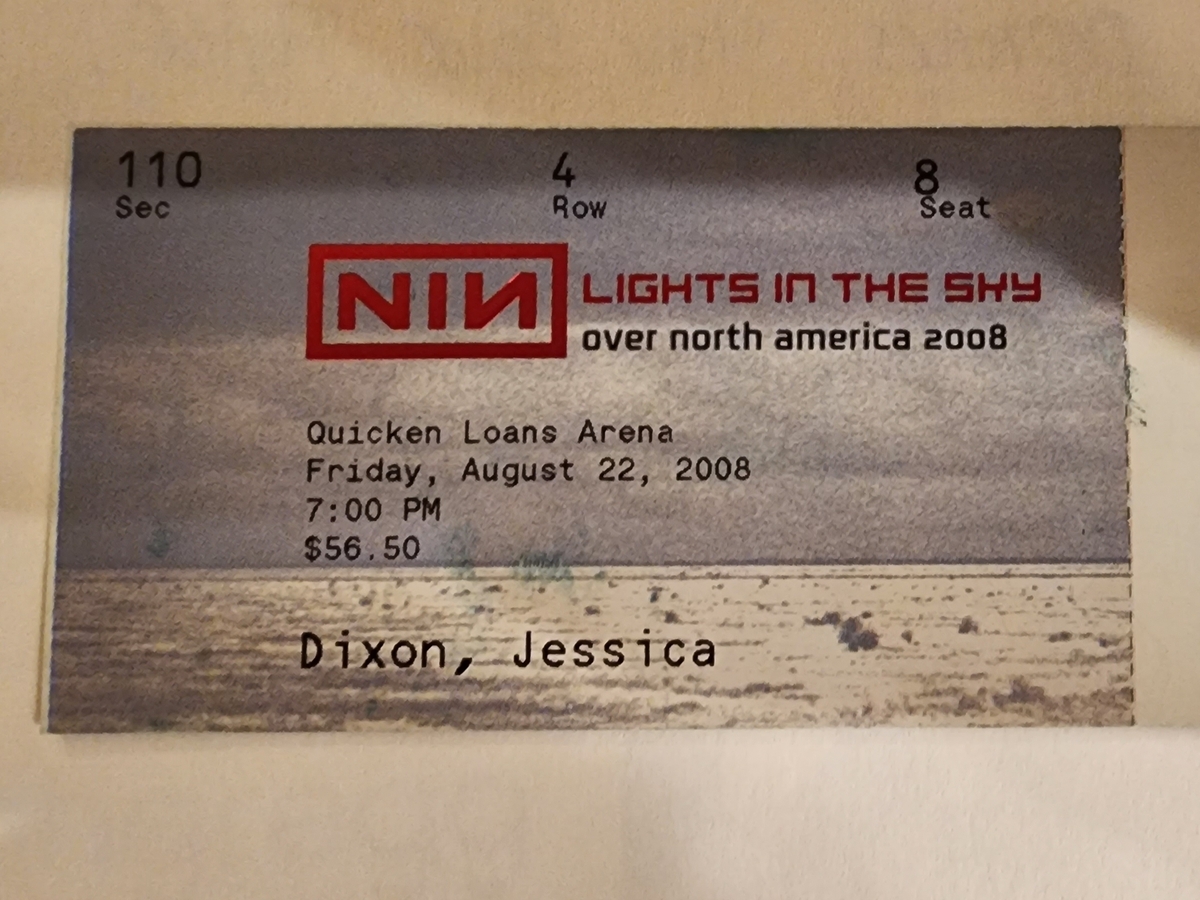 110 4 8
Sec Row Seat
NIN LIGHTS IN THE SKY
over north america 2008
Quicken Loans Arena
Friday, August 22, 2008
7:00 PM
$56.50
Dixon, Jessica